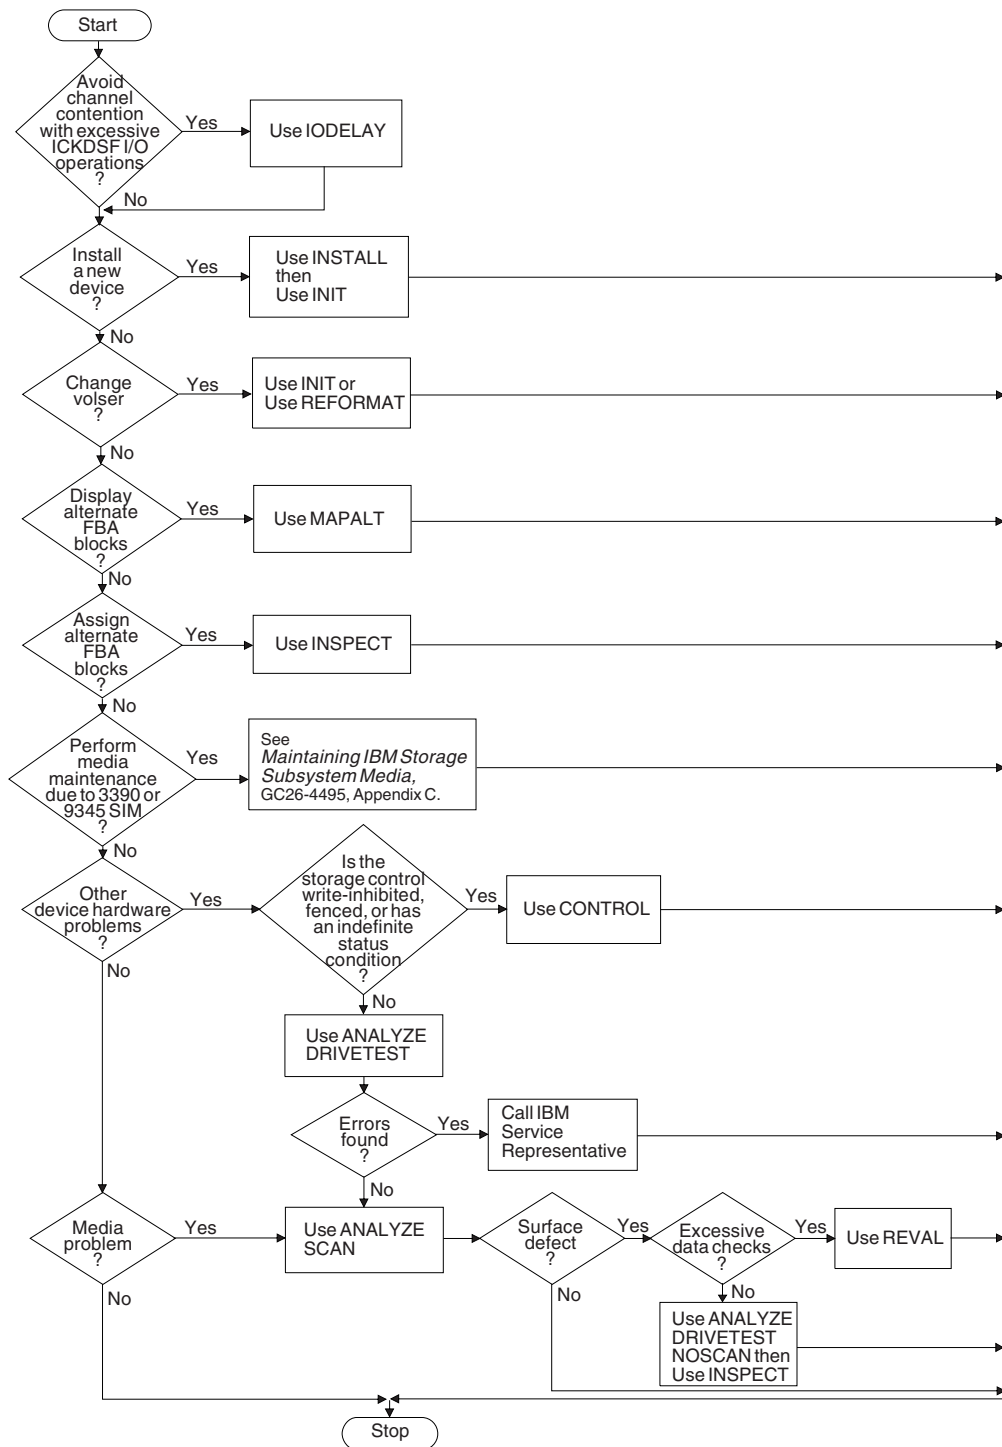 Start
Avoid
channel
contention
with excessive
ICKDSF I/O
operations
?
Yes
Use IODELAY
No
Install
a new
device
?
Yes
Use INSTALL
then
Use INIT
No
Change
volser
?
Yes
Use INIT or
Use REFORMAT
No
Display
alternate
FBA
blocks
?
Yes
Use MAPALT
No
Assign
alternate
FBA
blocks
?
Yes
Use INSPECT
No
Perform
media
maintenance
due to 3390 or
9345 SIM
?
Yes
See
Maintaining IBM Storage
Subsystem Media,
GC26-4495, Appendix C.
No
Other
device hardware
problems
?
Yes
Is the
storage control
write-inhibited,
fenced, or has
an indefinite
status
condition
?
Yes
Use CONTROL
No
No
Use ANALYZE
DRIVETEST
Errors
found
?
Yes
Call IBM
Service
Representative
No
Media
problem
?
Yes
Use ANALYZE
SCAN
Surface
defect
?
Yes
Excessive
data checks
?
Yes
Use REVAL
No
No
No
Use ANALYZE
DRIVETEST
NOSCAN then
Use INSPECT
Stop